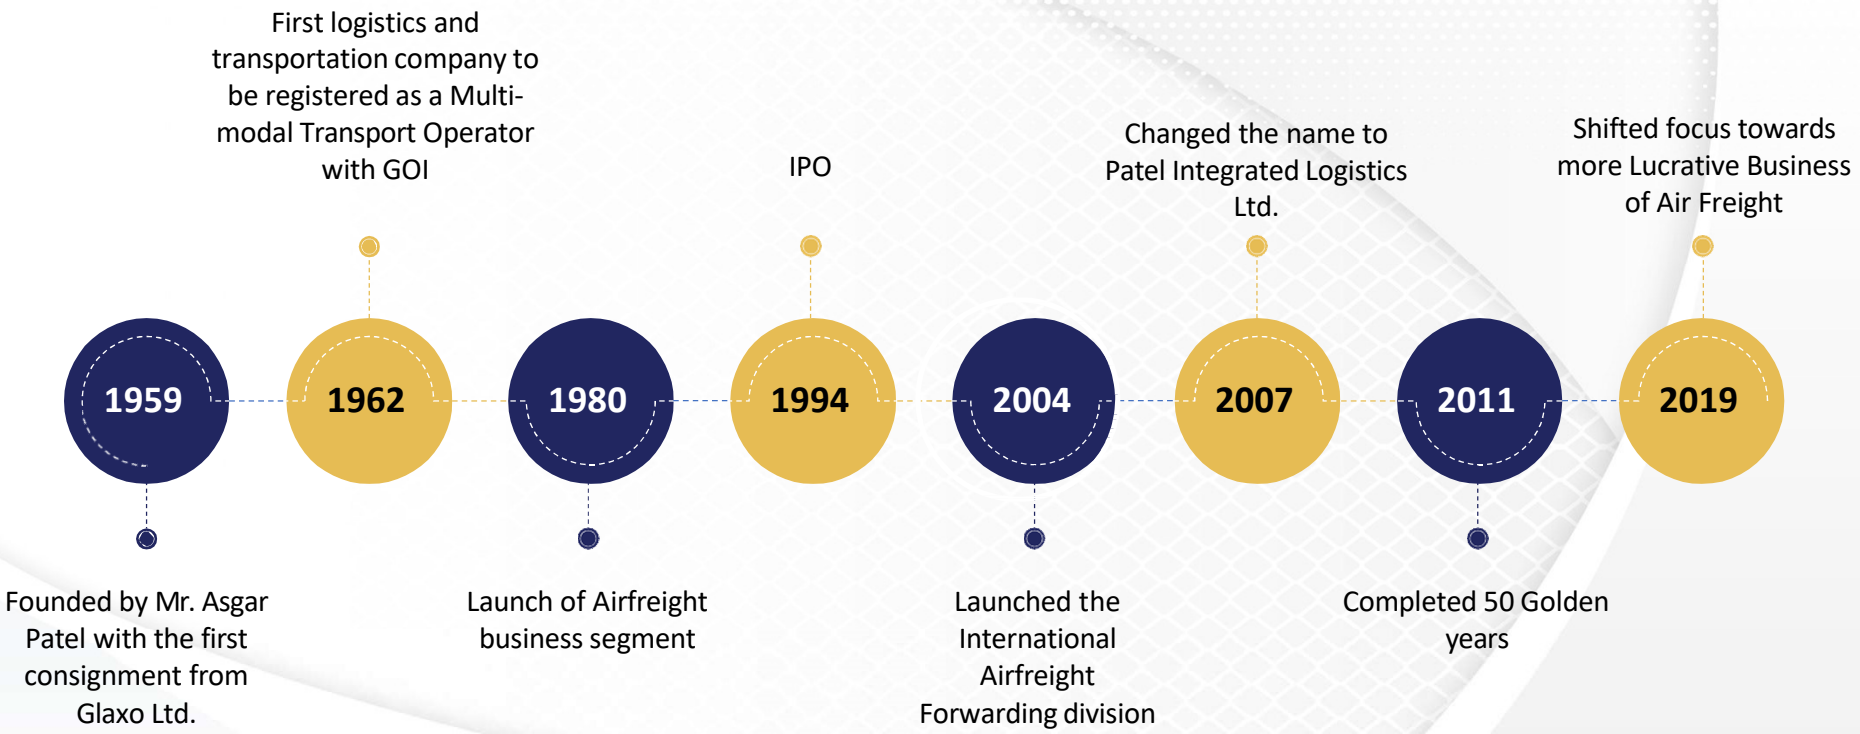 First logistics and
transportation company to
be registered as a Multi-
modal Transport Operator
with GOI
IPO
Changed the name to
Patel Integrated Logistics
Ltd.
Shifted focus towards
more Lucrative Business
of Air Freight
1959
1962
1980
1994
2004
2007
2011
2019
Founded by Mr. Asgar
Patel with the first
consignment from
Glaxo Ltd.
Launch of Airfreight
business segment
Launched the
International
Airfreight
Forwarding division
Completed 50 Golden
years